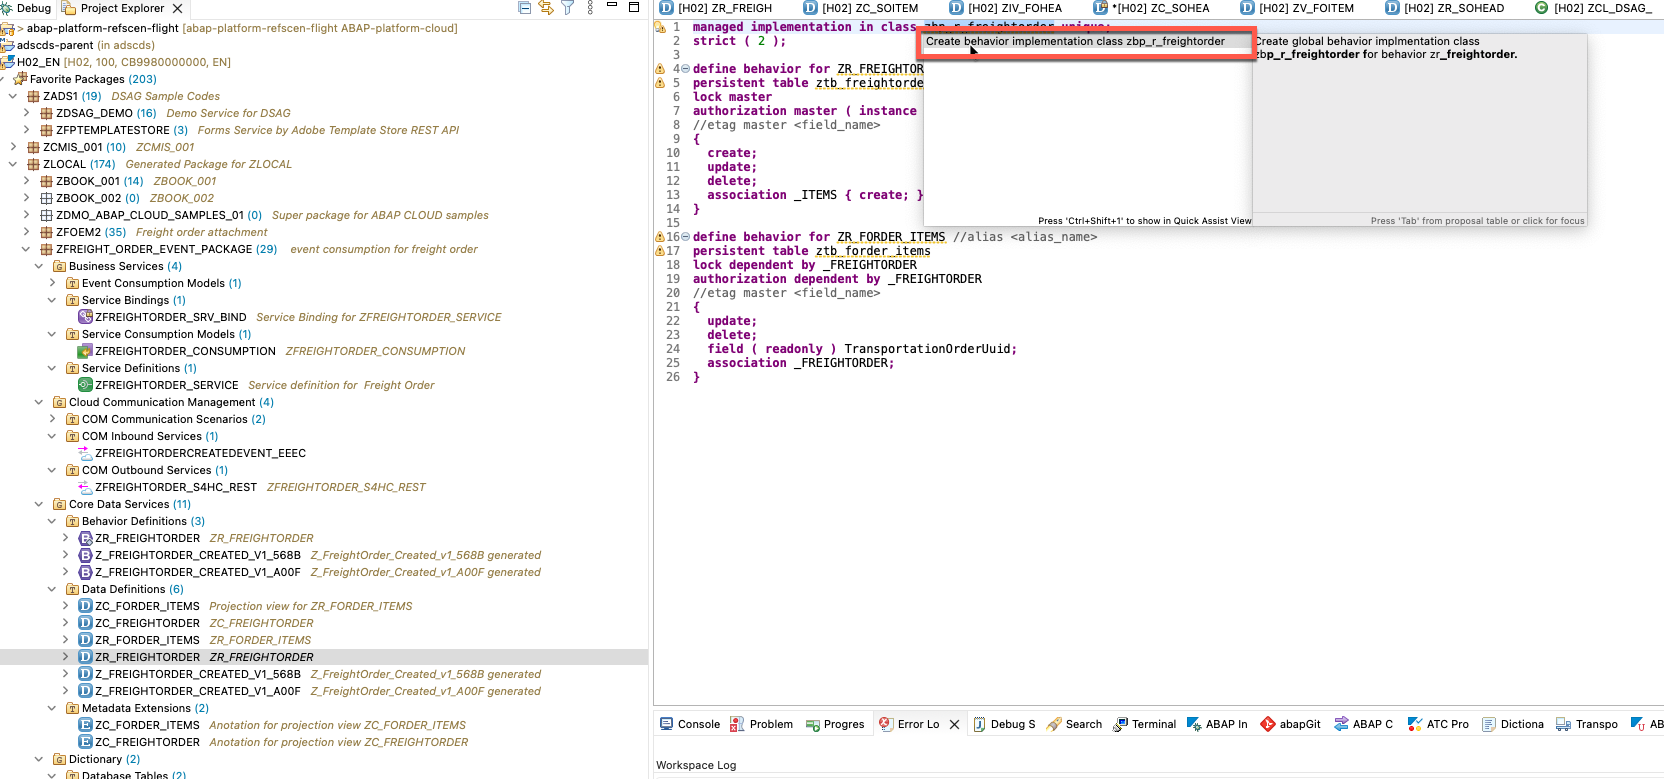 Debug Project Explorer
> abap-platform-refscen-flight [abap-platform-refscen-flight ABAP-platform-cloud]
adscds-parent (in adscds)
H02_EN [H02, 100, CB9980000000, EN]
Favorite Packages (203)
ZADS1 (19) DSAG Sample Codes
ZDSAG_DEMO (16) Demo Service for DSAG
ZFPTEMPLATESTORE (3) Forms Service by Adobe Template Store REST API
ZCMIS_001 (10) ZCMIS_001
ZLOCAL (174) Generated Package for ZLOCAL
ZBOOK_001 (14) ZBOOK_001
ZBOOK_002 (0) ZBOOK_002
ZDMO_ABAP_CLOUD_SAMPLES_01 (0) Super package for ABAP CLOUD samples
ZFOEM2 (35) Freight order attachment
ZFREIGHT_ORDER_EVENT_PACKAGE (29) event consumption for freight order
Business Services (4)
Event Consumption Models (1)
Service Bindings (1)
ZFREIGHTORDER_SRV_BIND Service Binding for ZFREIGHTORDER_SERVICE
Service Consumption Models (1)
ZFREIGHTORDER_CONSUMPTION ZFREIGHTORDER_CONSUMPTION
Service Definitions (1)
ZFREIGHTORDER_SERVICE Service definition for Freight Order
Cloud Communication Management (4)
COM Communication Scenarios (2)
COM Inbound Services (1)
ZFREIGHTORDERCREATEDEVENT_EEEC
COM Outbound Services (1)
ZFREIGHTORDER_S4HC_REST ZFREIGHTORDER_S4HC_REST
Core Data Services (11)
Behavior Definitions (3)
ZR_FREIGHTORDER ZR_FREIGHTORDER
Z_FREIGHTORDER_CREATED_V1_568B Z_FreightOrder_Created_v1_568B generated
Z_FREIGHTORDER_CREATED_V1_A00F Z_FreightOrder_Created_v1_A00F generated
Data Definitions (6)
ZC_FORDER_ITEMS Projection view for ZR_FORDER_ITEMS
ZC_FREIGHTORDER ZC_FREIGHTORDER
ZR_FORDER_ITEMS ZR_FORDER_ITEMS
ZR_FREIGHTORDER ZR_FREIGHTORDER
Z_FREIGHTORDER_CREATED_V1_568B Z_FreightOrder_Created_v1_568B generated
Z_FREIGHTORDER_CREATED_V1_A00F Z_FreightOrder_Created_v1_A00F generated
Metadata Extensions (2)
ZC_FORDER_ITEMS Anotation for projection view ZC_FORDER_ITEMS
ZC_FREIGHTORDER Anotation for projection view ZC_FREIGHTORDER
Dictionary (2)
Database Tables (2)
[H02] ZR_FREIGH [H02] ZC_SOITEM [H02] ZIV_FOHEA *[H02] ZC_SOHEA [H02] ZV_FOITEM [H02] ZR_SOHEAD [H02] ZCL_DSAG_
1 managed implementation in class zbp_r_freightorder unique;
2 strict ( 2 );
3
4 define behavior for ZR_FREIGHTOR
5 persistent table ztb_freightorde
6 lock master
7 authorization master ( instance
8 //etag master <field_name>
9 {
10 create;
11 update;
12 delete;
13 association _ITEMS { create; }
14 }
15
16 define behavior for ZR_FORDER_ITEMS //alias <alias_name>
17 persistent table ztb_forder_items
18 lock dependent by _FREIGHTORDER
19 authorization dependent by _FREIGHTORDER
20 //etag master <field_name>
21 {
22 update;
23 delete;
24 field ( readonly ) TransportationOrderUuid;
25 association _FREIGHTORDER;
26 }
Create behavior implementation class zbp_r_freightorder
Press 'Ctrl+Shift+1' to show in Quick Assist View
Create global behavior implmentation class
zbp_r_freightorder for behavior zr_freightorder.
Press 'Tab' from proposal table or click for focus
Console Problem Progres Error Lo Debug S Search Terminal ABAP In abapGit ABAP C ATC Pro Dictiona Transpo AB
Workspace Log